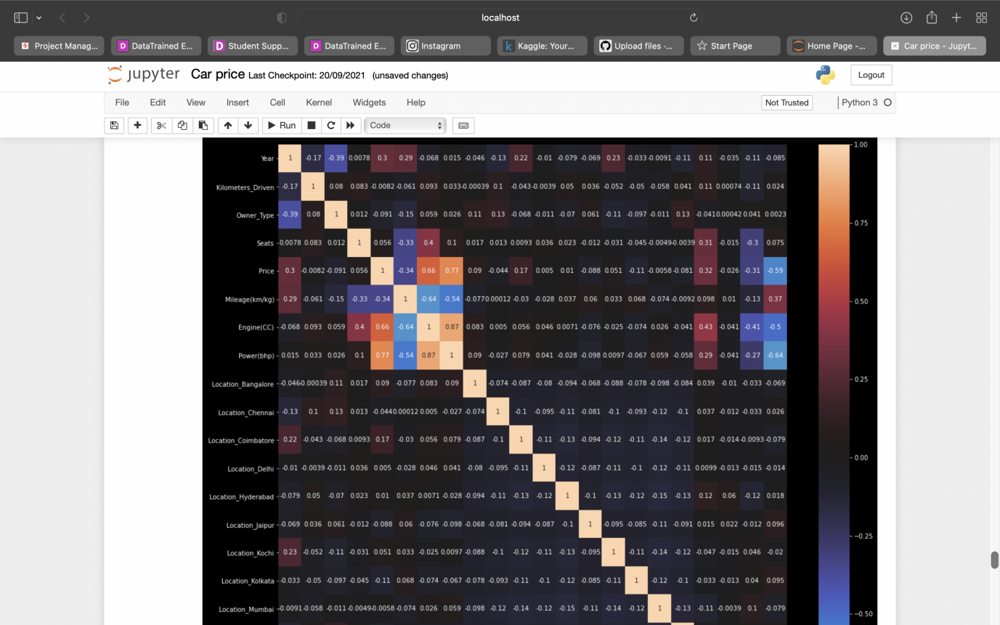 localhost
Project Manag...
DataTrained E...
Student Supp...
DataTrained E...
Instagram
Kaggle: Your...
Upload files ·...
Start Page
Home Page -...
Car price - Jupyt...
jupyter Car price Last Checkpoint: 20/09/2021 (unsaved changes)
Logout
File Edit View Insert Cell Kernel Widgets Help
Not Trusted
Python 3
Run
Code
Year 1 -0.17 -0.39 0.0078 0.3 0.29 -0.068 0.015 -0.046 -0.13 0.22 -0.01 -0.079 -0.069 0.23 -0.033 -0.0091 -0.11 0.11 -0.035 -0.11 -0.085
Kilometers_Driven -0.17 1 0.08 0.083 -0.0082 -0.061 0.093 0.033 -0.00039 0.1 -0.043 -0.0039 0.05 0.036 -0.052 -0.05 -0.058 0.041 0.11 0.00074 -0.11 0.024
Owner_Type -0.39 0.08 1 0.012 -0.091 -0.15 0.059 0.026 0.11 0.13 -0.068 -0.011 -0.07 0.061 -0.11 -0.097 -0.011 0.13 -0.041 0.00042 0.041 0.0023
Seats 0.0078 0.083 0.012 1 0.056 -0.33 0.4 0.1 0.017 0.013 0.0093 0.036 0.023 -0.012 -0.031 -0.045 -0.0049 -0.0039 0.31 -0.015 -0.3 0.075
Price 0.3 -0.0082 -0.091 0.056 1 -0.34 0.66 0.77 0.09 -0.044 0.17 0.005 0.01 -0.088 0.051 -0.11 -0.0058 -0.081 0.32 -0.026 -0.31 -0.59
Mileage(km/kg) 0.29 -0.061 -0.15 -0.33 -0.34 1 -0.64 -0.54 -0.077 0.00012 -0.03 -0.028 0.037 0.06 0.033 0.068 -0.074 -0.0092 0.098 0.01 -0.13 0.37
Engine(CC) -0.068 0.093 0.059 0.4 0.66 -0.64 1 0.87 0.083 0.005 0.056 0.046 0.0071 -0.076 -0.025 -0.074 0.026 -0.041 0.43 -0.041 -0.41 -0.5
Power(bhp) 0.015 0.033 0.026 0.1 0.77 -0.54 0.87 1 0.09 -0.027 0.079 0.041 -0.028 -0.098 0.0097 -0.067 0.059 -0.058 0.29 -0.041 -0.27 -0.64
Location_Bangalore -0.046 -0.00039 0.11 0.017 0.09 -0.077 0.083 0.09 1 -0.074 -0.087 -0.08 -0.094 -0.068 -0.088 -0.078 -0.098 -0.084 0.039 -0.01 -0.033 -0.069
Location_Chennai -0.13 0.1 0.13 0.013 -0.044 0.00012 0.005 -0.027 -0.074 1 -0.1 -0.095 -0.11 -0.081 -0.1 -0.093 -0.12 -0.1 0.037 -0.012 -0.033 0.026
Location_Coimbatore 0.22 -0.043 -0.068 0.0093 0.17 -0.03 0.056 0.079 -0.087 -0.1 1 -0.11 -0.13 -0.094 -0.12 -0.11 -0.14 -0.12 0.017 -0.014 -0.0093 -0.079
Location_Delhi -0.01 -0.0039 -0.011 0.036 0.005 -0.028 0.046 0.041 -0.08 -0.095 -0.11 1 -0.12 -0.087 -0.11 -0.1 -0.12 -0.11 0.0099 -0.013 -0.015 -0.014
Location_Hyderabad -0.079 0.05 -0.07 0.023 0.01 0.037 0.0071 -0.028 -0.094 -0.11 -0.13 -0.12 1 -0.1 -0.13 -0.12 -0.15 -0.13 0.12 0.06 -0.12 0.018
Location_Jaipur -0.069 0.036 0.061 -0.012 -0.088 0.06 -0.076 -0.098 -0.068 -0.081 -0.094 -0.087 -0.1 1 -0.095 -0.085 -0.11 -0.091 0.015 0.022 -0.012 0.096
Location_Kochi 0.23 -0.052 -0.11 -0.031 0.051 0.033 -0.025 0.0097 -0.088 -0.1 -0.12 -0.11 -0.13 -0.095 1 -0.11 -0.14 -0.12 -0.047 -0.015 0.046 -0.02
Location_Kolkata -0.033 -0.05 -0.097 -0.045 -0.11 0.068 -0.074 -0.067 -0.078 -0.093 -0.11 -0.1 -0.12 -0.085 -0.11 1 -0.12 -0.1 -0.033 -0.013 0.04 0.095
Location_Mumbai -0.0091 -0.058 -0.011 -0.0049 -0.0058 -0.074 0.026 0.059 -0.098 -0.12 -0.14 -0.12 -0.15 -0.11 -0.14 -0.12 1 -0.13 -0.11 -0.0039 0.1 -0.079
1.00
0.75
0.50
0.25
0.00
−0.25
−0.50